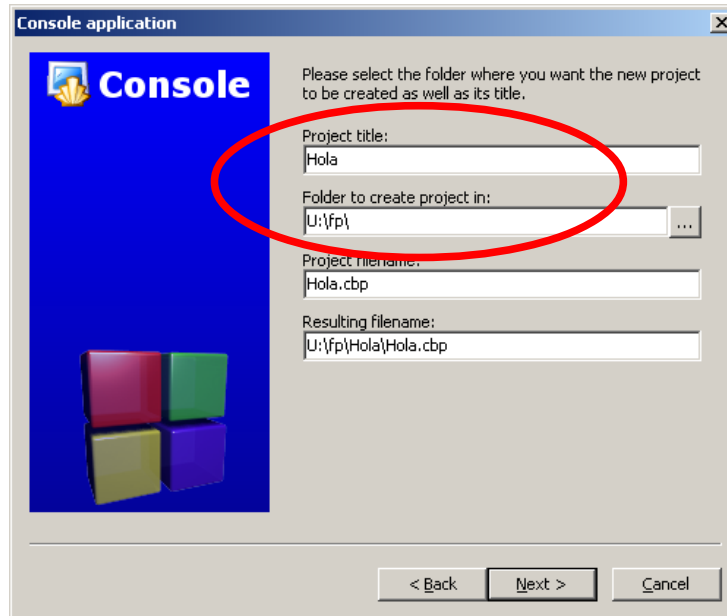 Console application
Console
Please select the folder where you want the new project
to be created as well as its title.
Project title:
Hola
Folder to create project in:
U:\fp\
...
Project filename:
Hola.cbp
Resulting filename:
U:\fp\Hola\Hola.cbp
< Back
Next >
Cancel